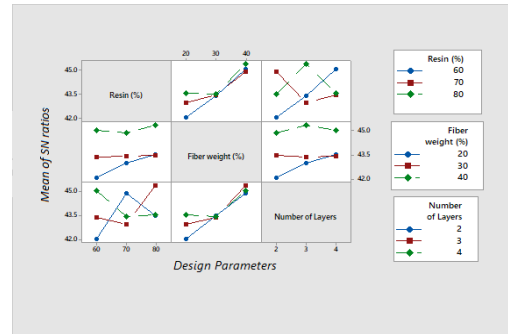 20 30 40
45.0
43.5
42.0
Resin (%)
Fiber weight (%)
45.0
43.5
42.0
45.0
43.5
42.0
Number of Layers
60 70 80
2 3 4
Mean of SN ratios
Design Parameters
Resin (%)
60
70
80
Fiber
weight (%)
20
30
40
Number
of Layers
2
3
4